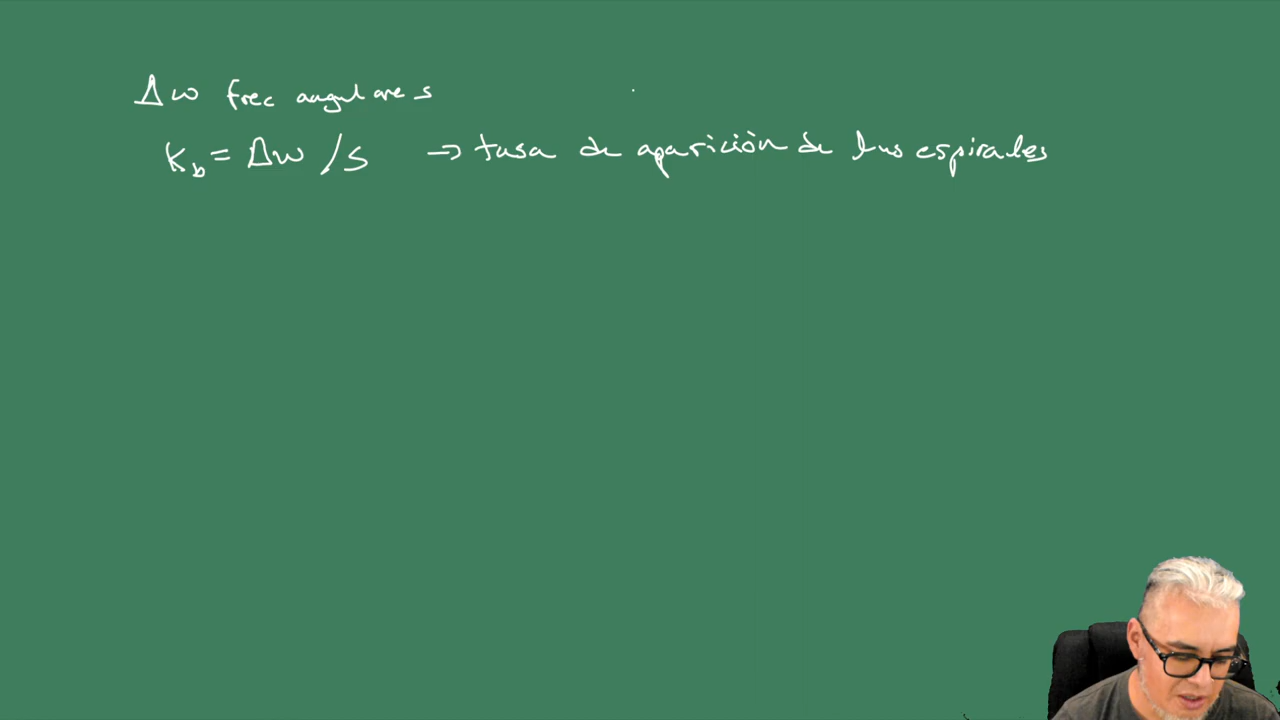 Δω frec angulares
K_b = Δω / s → tasa de aparición de las espirales